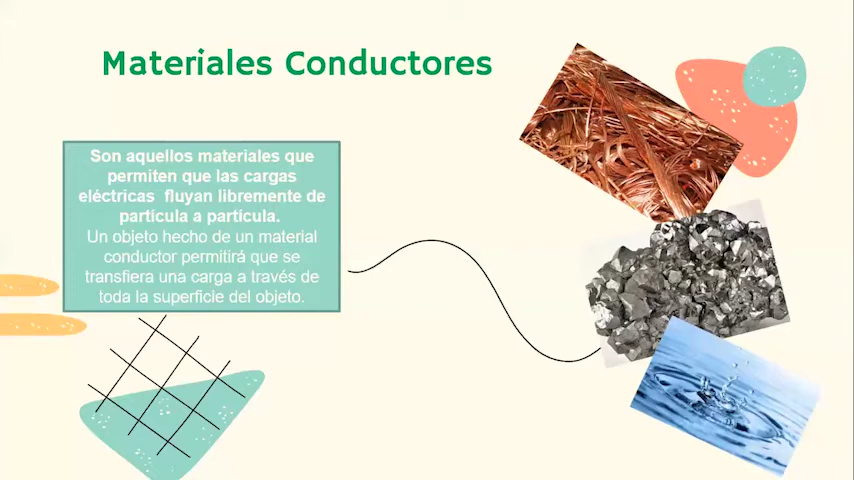 Materiales Conductores
Son aquellos materiales que
permiten que las cargas
eléctricas fluyan libremente de
partícula a partícula.
Un objeto hecho de un material
conductor permitirá que se
transfiera una carga a través de
toda la superficie del objeto.